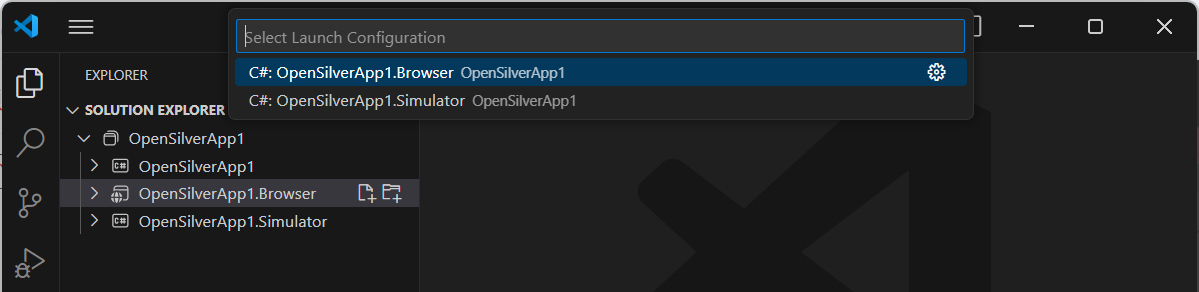 Select Launch Configuration
C#: OpenSilverApp1.Browser OpenSilverApp1
C#: OpenSilverApp1.Simulator OpenSilverApp1
EXPLORER
SOLUTION EXPLORER
OpenSilverApp1
C# OpenSilverApp1
OpenSilverApp1.Browser
C# OpenSilverApp1.Simulator